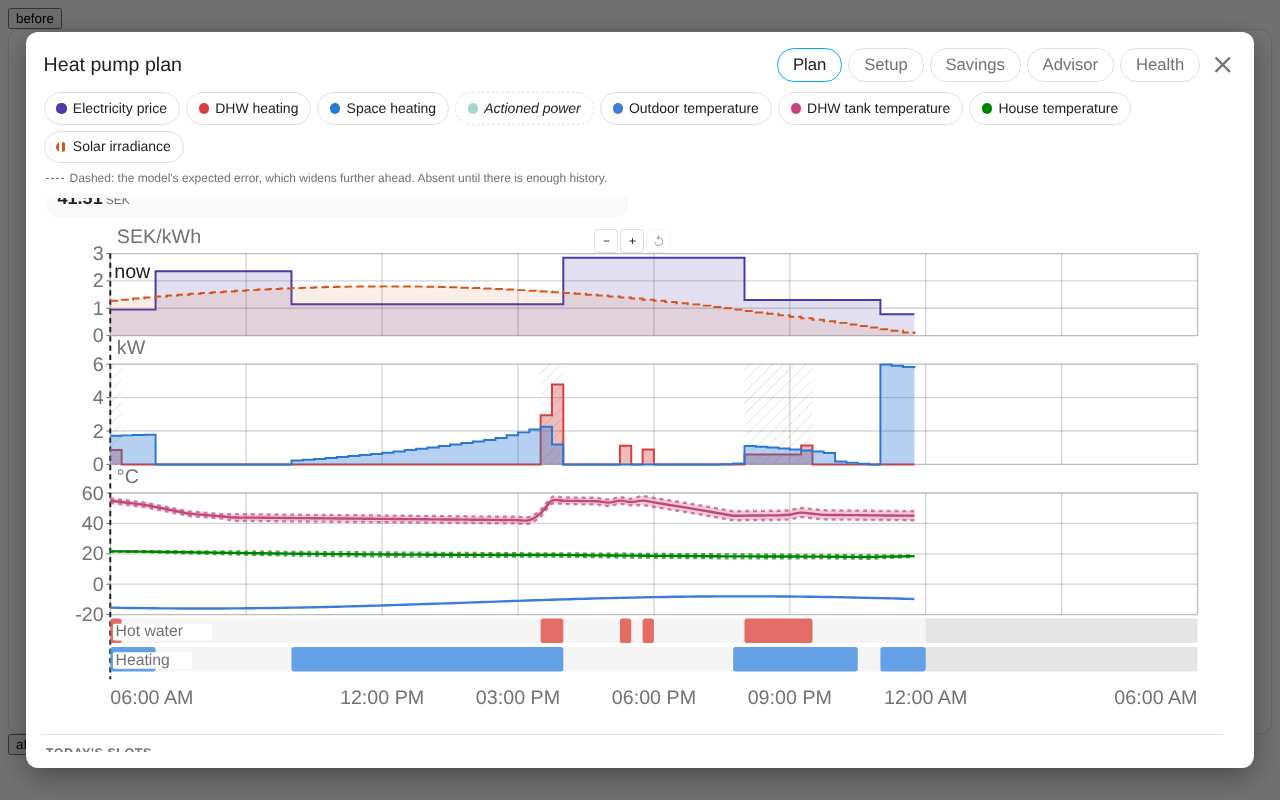 before
Heat pump plan
Plan
Setup
Savings
Advisor
Health
Electricity price
DHW heating
Space heating
Actioned power
Outdoor temperature
DHW tank temperature
House temperature
Solar irradiance
Dashed: the model's expected error, which widens further ahead. Absent until there is enough history.
41.51 SEK
SEK/kWh
− +
3
now
2
1
0
kW
6
4
2
0
°C
60
40
20
0
-20
Hot water
Heating
06:00 AM 12:00 PM 03:00 PM 06:00 PM 09:00 PM 12:00 AM 06:00 AM
TODAY'S SLOTS